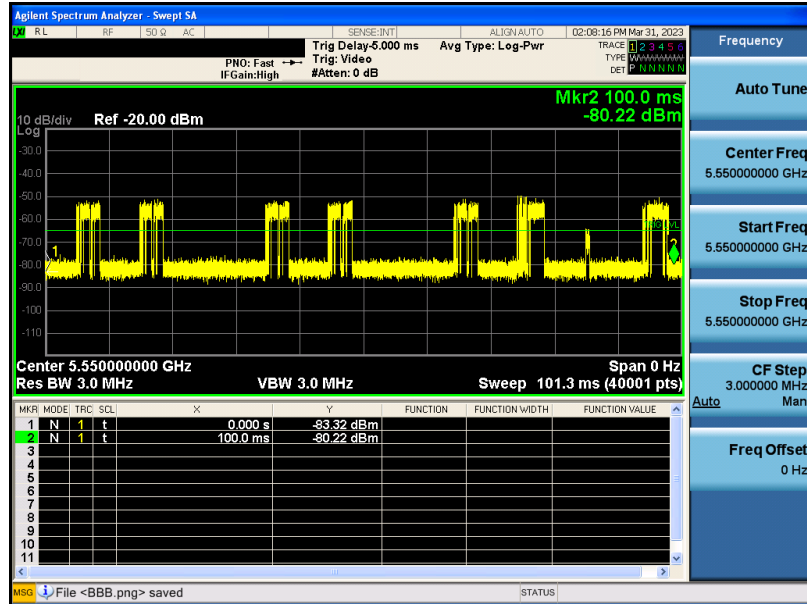 Agilent Spectrum Analyzer - Swept SA
LXI RL RF 50 Ω AC SENSE:INT ALIGNAUTO 02:08:16 PM Mar 31, 2023
Trig Delay-5.000 ms Avg Type: Log-Pwr TRACE 1 2 3 4 5 6
PNO: Fast Trig: Video TYPE WWWWWW
IFGain:High #Atten: 0 dB DET P N N N N N
Frequency
Mkr2 100.0 ms
-80.22 dBm
10 dB/div Ref -20.00 dBm
Log
-30.0
-40.0
-50.0
-60.0
-70.0
-80.0
-90.0
-100
-110
1
2
Center 5.550000000 GHz Span 0 Hz
Res BW 3.0 MHz VBW 3.0 MHz Sweep 101.3 ms (40001 pts)
MKR MODE TRC SCL X Y FUNCTION FUNCTION WIDTH FUNCTION VALUE
1 N 1 t 0.000 s -83.32 dBm
2 N 1 t 100.0 ms -80.22 dBm
3
4
5
6
7
8
9
10
11
Auto Tune
Center Freq
5.550000000 GHz
Start Freq
5.550000000 GHz
Stop Freq
5.550000000 GHz
CF Step
3.000000 MHz
Auto Man
Freq Offset
0 Hz
MSG File <BBB.png> saved STATUS